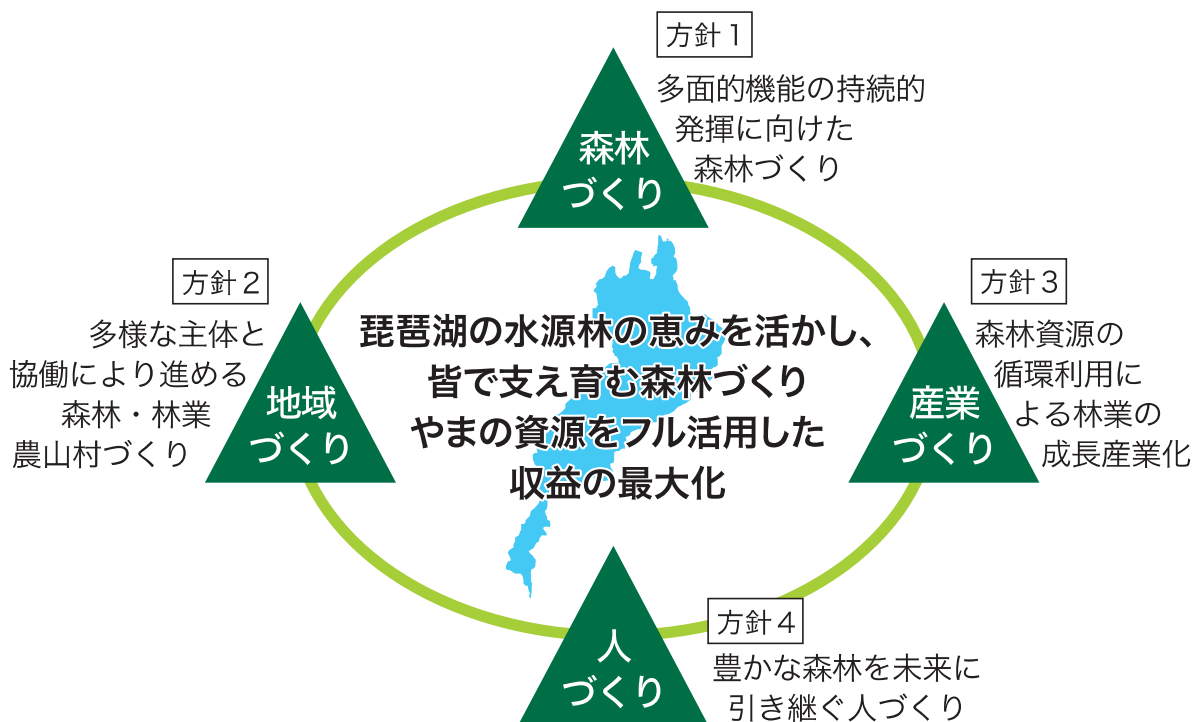 方針1
多面的機能の持続的
発揮に向けた
森林づくり
森林
づくり
方針2
多様な主体と
協働により進める
森林・林業
農山村づくり
地域
づくり
琵琶湖の水源林の恵みを活かし、
皆で支え育む森林づくり
やまの資源をフル活用した
収益の最大化
方針3
森林資源の
循環利用に
よる林業の
成長産業化
産業
づくり
人
づくり
方針4
豊かな森林を未来に
引き継ぐ人づくり